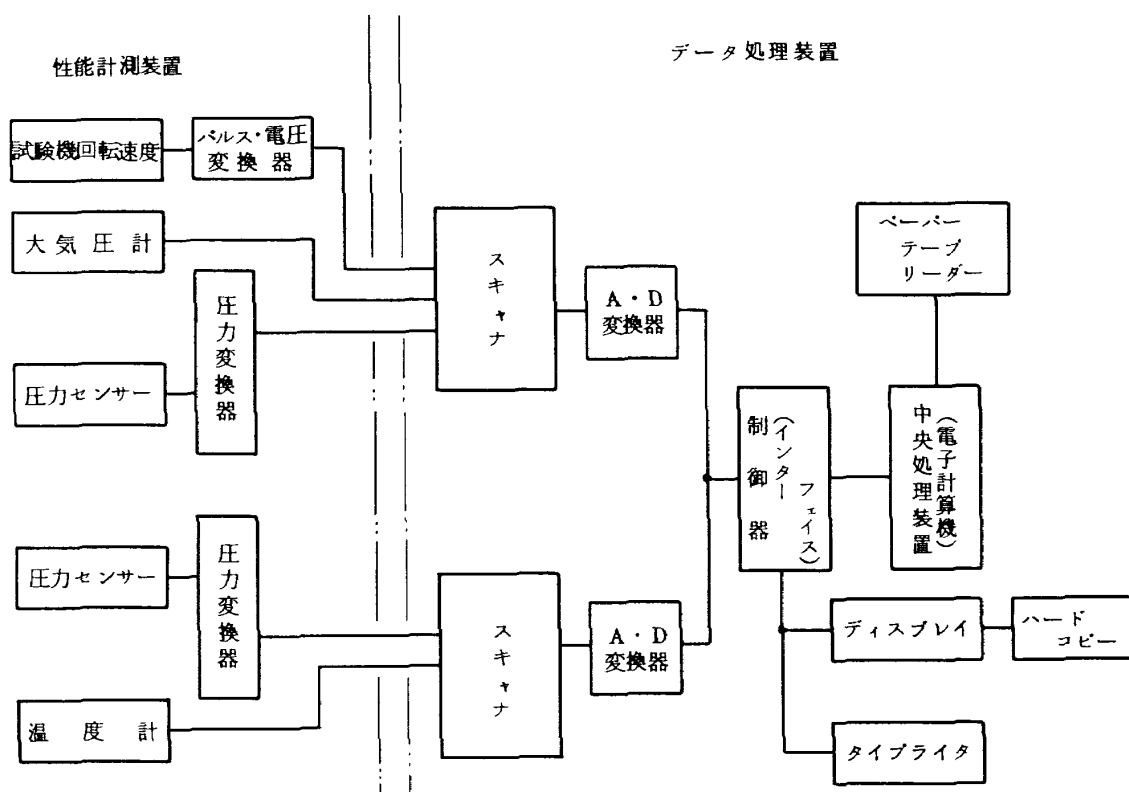 性能計測装置
データ処理装置
試験機回転速度
パルス・電圧
変換器
大気圧計
圧力変換器
圧力センサー
スキャナ
A・D
変換器
ペーパー
テープ
リーダー
制御器
(インター
フェイス)
中央処理装置
(電子計算機)
圧力センサー
圧力変換器
スキャナ
A・D
変換器
温度計
ディスプレイ
ハード
コピー
タイプライタ